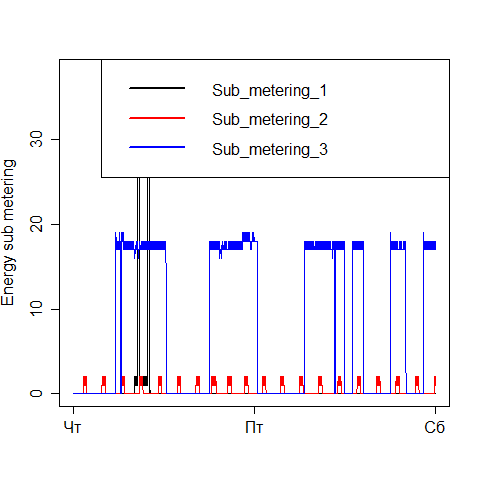 Sub_metering_1
Sub_metering_2
Sub_metering_3
Energy sub metering
30
20
10
0
Чт Пт Сб